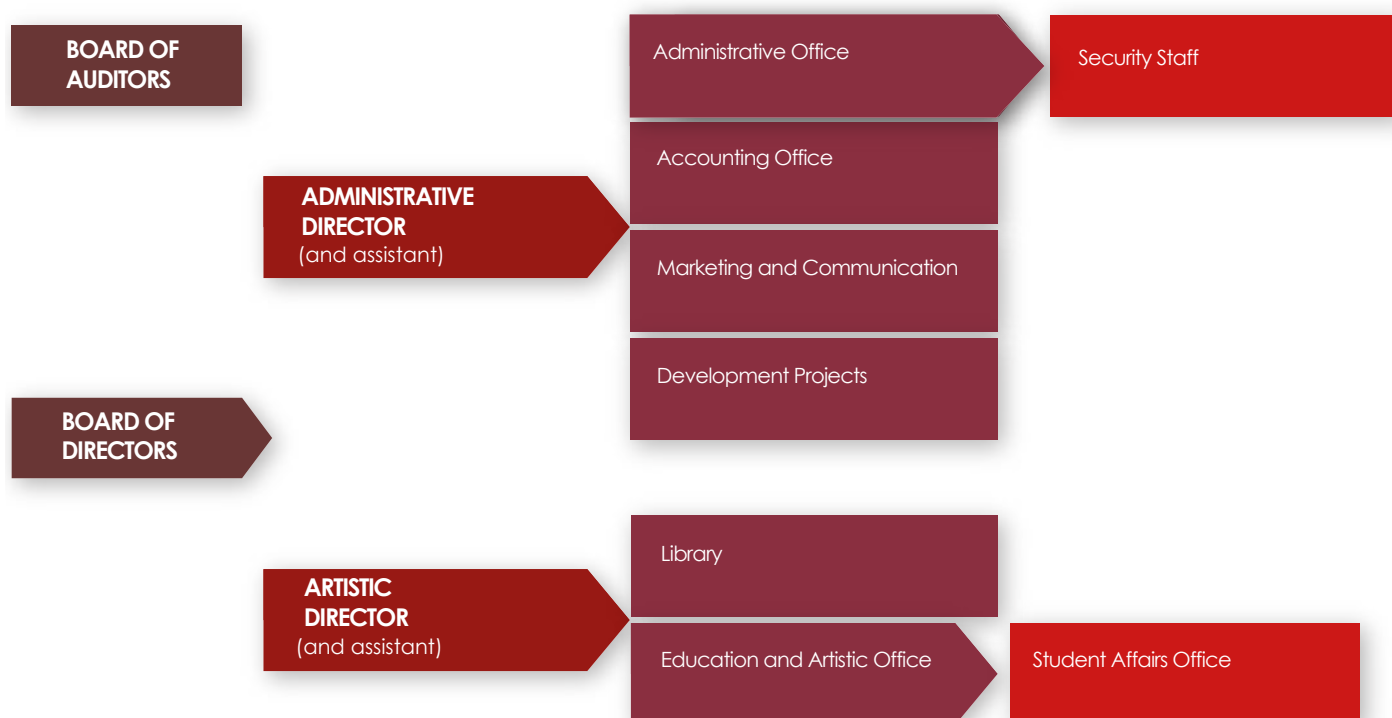 BOARD OF
AUDITORS
Administrative Office
Security Staff
Accounting Office
ADMINISTRATIVE
DIRECTOR
(and assistant)
Marketing and Communication
Development Projects
BOARD OF
DIRECTORS
Library
ARTISTIC
DIRECTOR
(and assistant)
Education and Artistic Office
Student Affairs Office